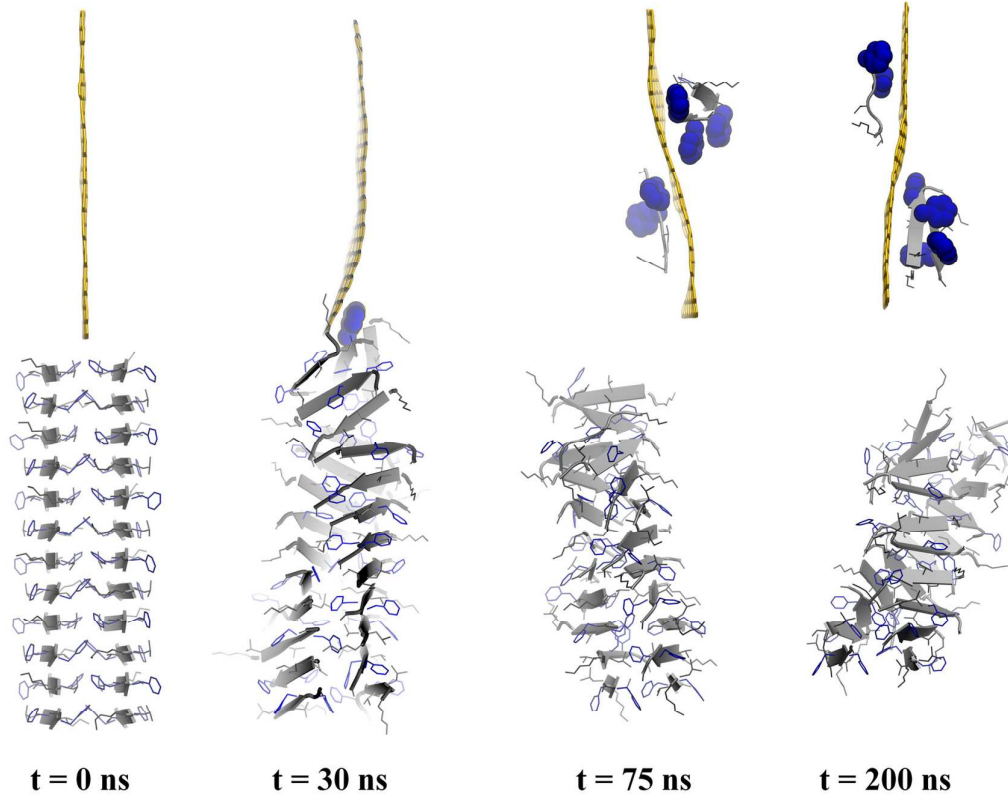 t = 0 ns t = 30 ns t = 75 ns t = 200 ns